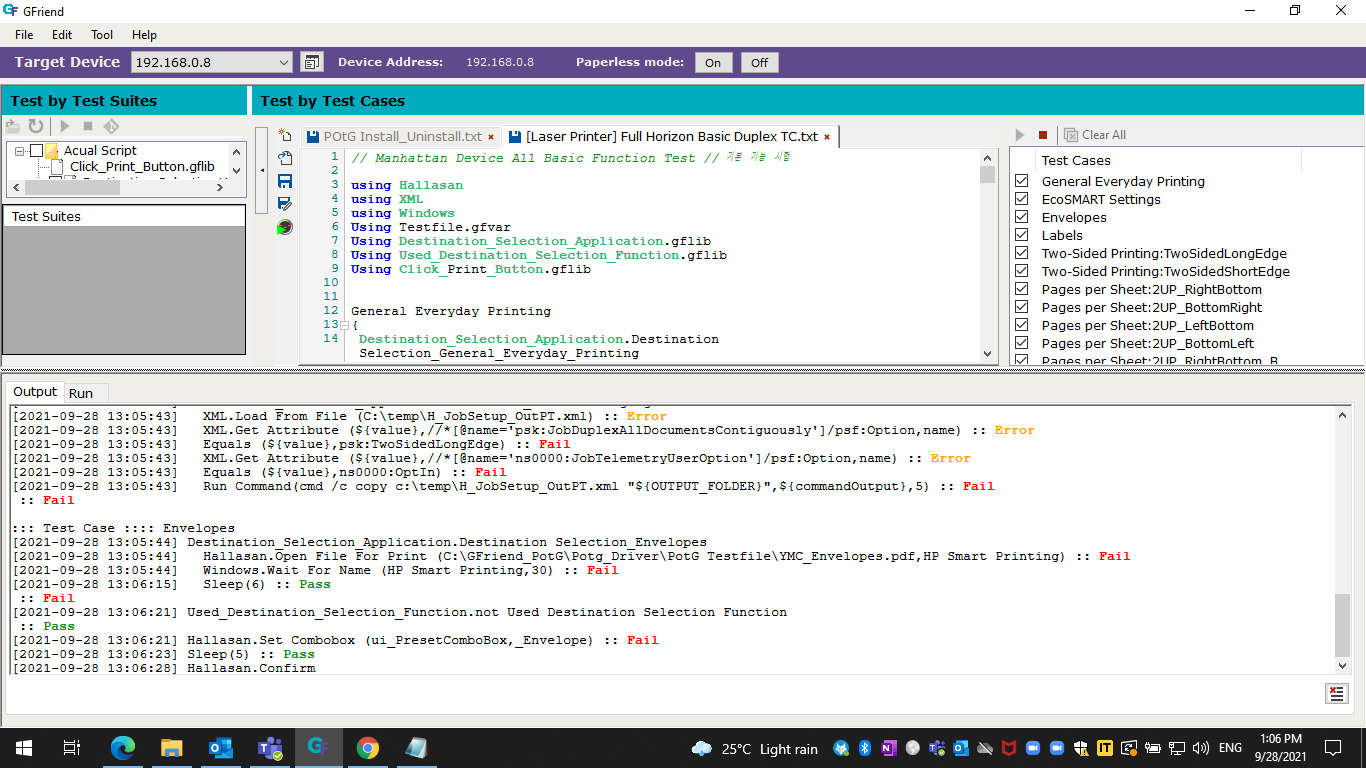 GFriend
File Edit Tool Help
Target Device 192.168.0.8 Device Address: 192.168.0.8 Paperless mode: On Off
Test by Test Suites
Test by Test Cases
Acual Script
Click_Print_Button.gflib
Test Suites
POtG Install_Uninstall.txt × [Laser Printer] Full Horizon Basic Duplex TC.txt ×
1 // Manhattan Device All Basic Function Test // 기본 기능 시험
2
3 using Hallasan
4 using XML
5 using Windows
6 Using Testfile.gfvar
7 Using Destination_Selection_Application.gflib
8 Using Used_Destination_Selection_Function.gflib
9 Using Click_Print_Button.gflib
10
11
12 General Everyday Printing
13 {
14 Destination_Selection_Application.Destination
Selection_General_Everyday_Printing
Clear All
Test Cases
General Everyday Printing
EcoSMART Settings
Envelopes
Labels
Two-Sided Printing:TwoSidedLongEdge
Two-Sided Printing:TwoSidedShortEdge
Pages per Sheet:2UP_RightBottom
Pages per Sheet:2UP_BottomRight
Pages per Sheet:2UP_LeftBottom
Pages per Sheet:2UP_BottomLeft
Pages per Sheet:2UP_RightBottom_B
Output Run
[2021-09-28 13:05:43] XML.Load From File (C:\temp\H_JobSetup_OutPT.xml) :: Error
[2021-09-28 13:05:43] XML.Get Attribute (${value},//*[@name='psk:JobDuplexAllDocumentsContiguously']/psf:Option,name) :: Error
[2021-09-28 13:05:43] Equals (${value},psk:TwoSidedLongEdge) :: Fail
[2021-09-28 13:05:43] XML.Get Attribute (${value},//*[@name='ns0000:JobTelemetryUserOption']/psf:Option,name) :: Error
[2021-09-28 13:05:43] Equals (${value},ns0000:OptIn) :: Fail
[2021-09-28 13:05:43] Run Command(cmd /c copy c:\temp\H_JobSetup_OutPT.xml "${OUTPUT_FOLDER}",${commandOutput},5) :: Fail
:: Fail
::: Test Case :::: Envelopes
[2021-09-28 13:05:44] Destination_Selection_Application.Destination Selection_Envelopes
[2021-09-28 13:05:44] Hallasan.Open File For Print (C:\GFriend_PotG\Potg_Driver\PotG Testfile\YMC_Envelopes.pdf,HP Smart Printing) :: Fail
[2021-09-28 13:05:44] Windows.Wait For Name (HP Smart Printing,30) :: Fail
[2021-09-28 13:06:15] Sleep(6) :: Pass
:: Fail
[2021-09-28 13:06:21] Used_Destination_Selection_Function.not Used Destination Selection Function
:: Pass
[2021-09-28 13:06:21] Hallasan.Set Combobox (ui_PresetComboBox,_Envelope) :: Fail
[2021-09-28 13:06:23] Sleep(5) :: Pass
[2021-09-28 13:06:28] Hallasan.Confirm
25°C Light rain ENG 1:06 PM
9/28/2021